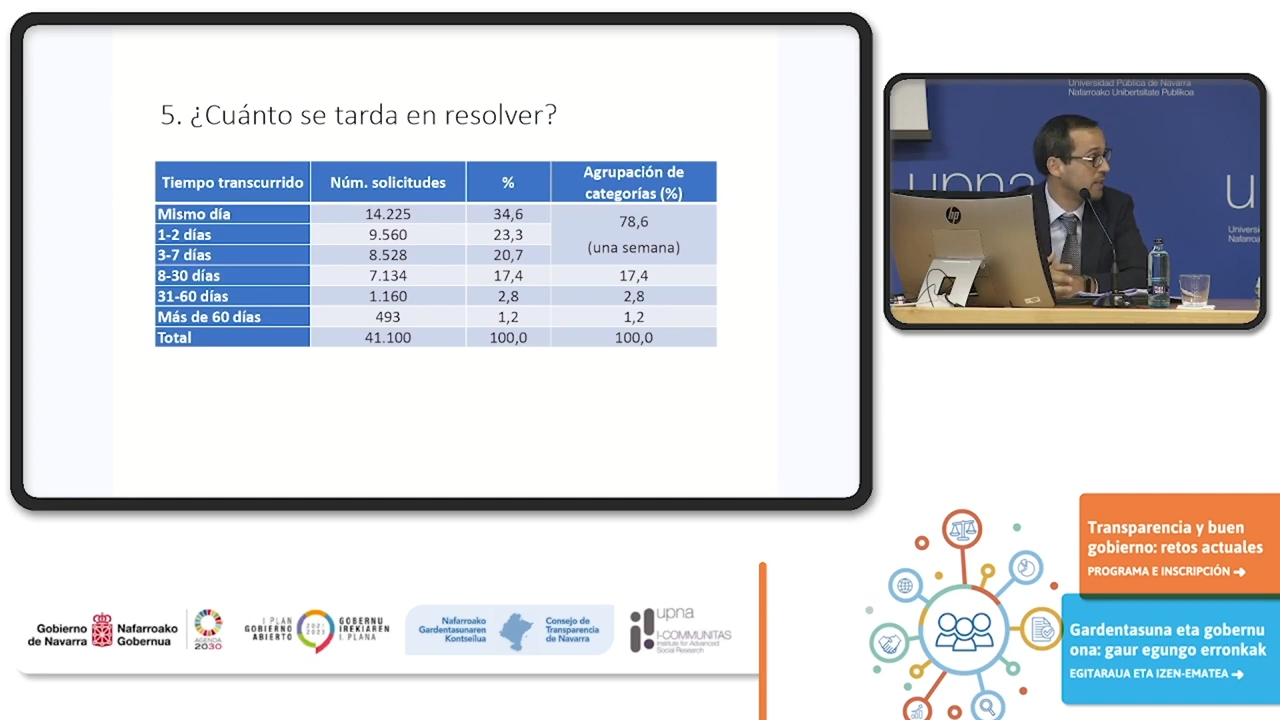 5. ¿Cuánto se tarda en resolver?
Tiempo transcurrido Núm. solicitudes % Agrupación de categorías (%)
Mismo día 14.225 34,6 78,6 (una semana)
1-2 días 9.560 23,3
3-7 días 8.528 20,7
8-30 días 7.134 17,4 17,4
31-60 días 1.160 2,8 2,8
Más de 60 días 493 1,2 1,2
Total 41.100 100,0 100,0
Universidad Pública de Navarra
Nafarroako Unibertsitate Publikoa
upna
u
Universi
Nafarroa
hp
Transparencia y buen
gobierno: retos actuales
PROGRAMA E INSCRIPCIÓN
Gardentasuna eta gobernu
ona: gaur egungo erronkak
EGITARAUA ETA IZEN-EMATEA
Gobierno de Navarra
Nafarroako Gobernua
AGENDA 2030
I PLAN GOBIERNO ABIERTO
2021 2023
GOBERNU IREKIAREN I. PLANA
Nafarroako Gardentasunaren Kontseilua
Consejo de Transparencia de Navarra
upna
I-COMMUNITAS
Institute for Advanced
Social Research